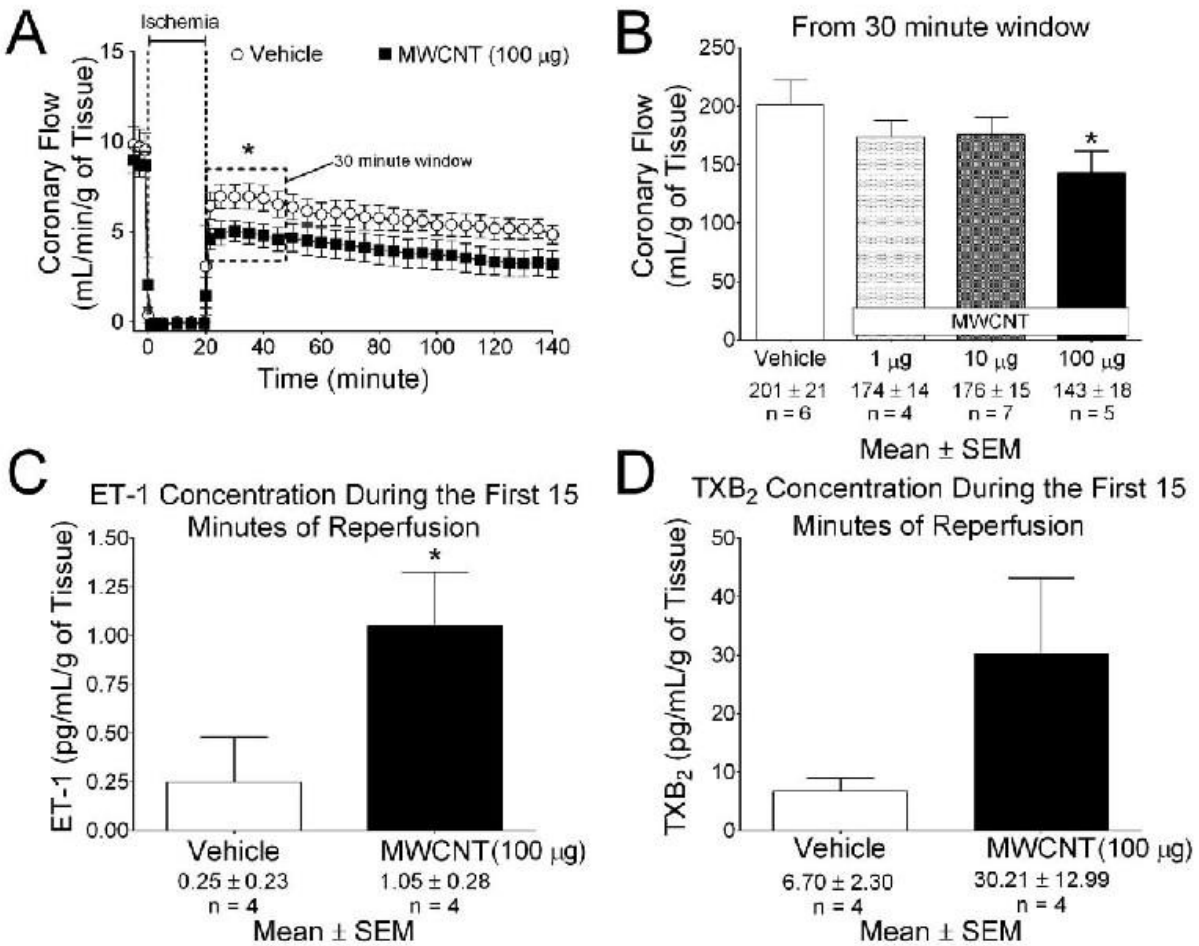 A
Ischemia
Vehicle
MWCNT (100 µg)
*
30 minute window
15
10
5
0
Coronary Flow
(mL/min/g of Tissue)
0 20 40 60 80 100 120 140
Time (minute)
B
From 30 minute window
250
200
150
100
50
0
Coronary Flow
(mL/g of Tissue)
*
MWCNT
Vehicle 1 µg 10 µg 100 µg
201 ± 21 174 ± 14 176 ± 15 143 ± 18
n = 6 n = 4 n = 7 n = 5
Mean ± SEM
C
ET-1 Concentration During the First 15
Minutes of Reperfusion
1.50
1.25
1.00
0.75
0.50
0.25
0.00
ET-1 (pg/mL/g of Tissue)
*
Vehicle MWCNT (100 µg)
0.25 ± 0.23 1.05 ± 0.28
n = 4 n = 4
Mean ± SEM
D
TXB₂ Concentration During the First 15
Minutes of Reperfusion
50
40
30
20
10
0
TXB₂ (pg/mL/g of Tissue)
Vehicle MWCNT (100 µg)
6.70 ± 2.30 30.21 ± 12.99
n = 4 n = 4
Mean ± SEM